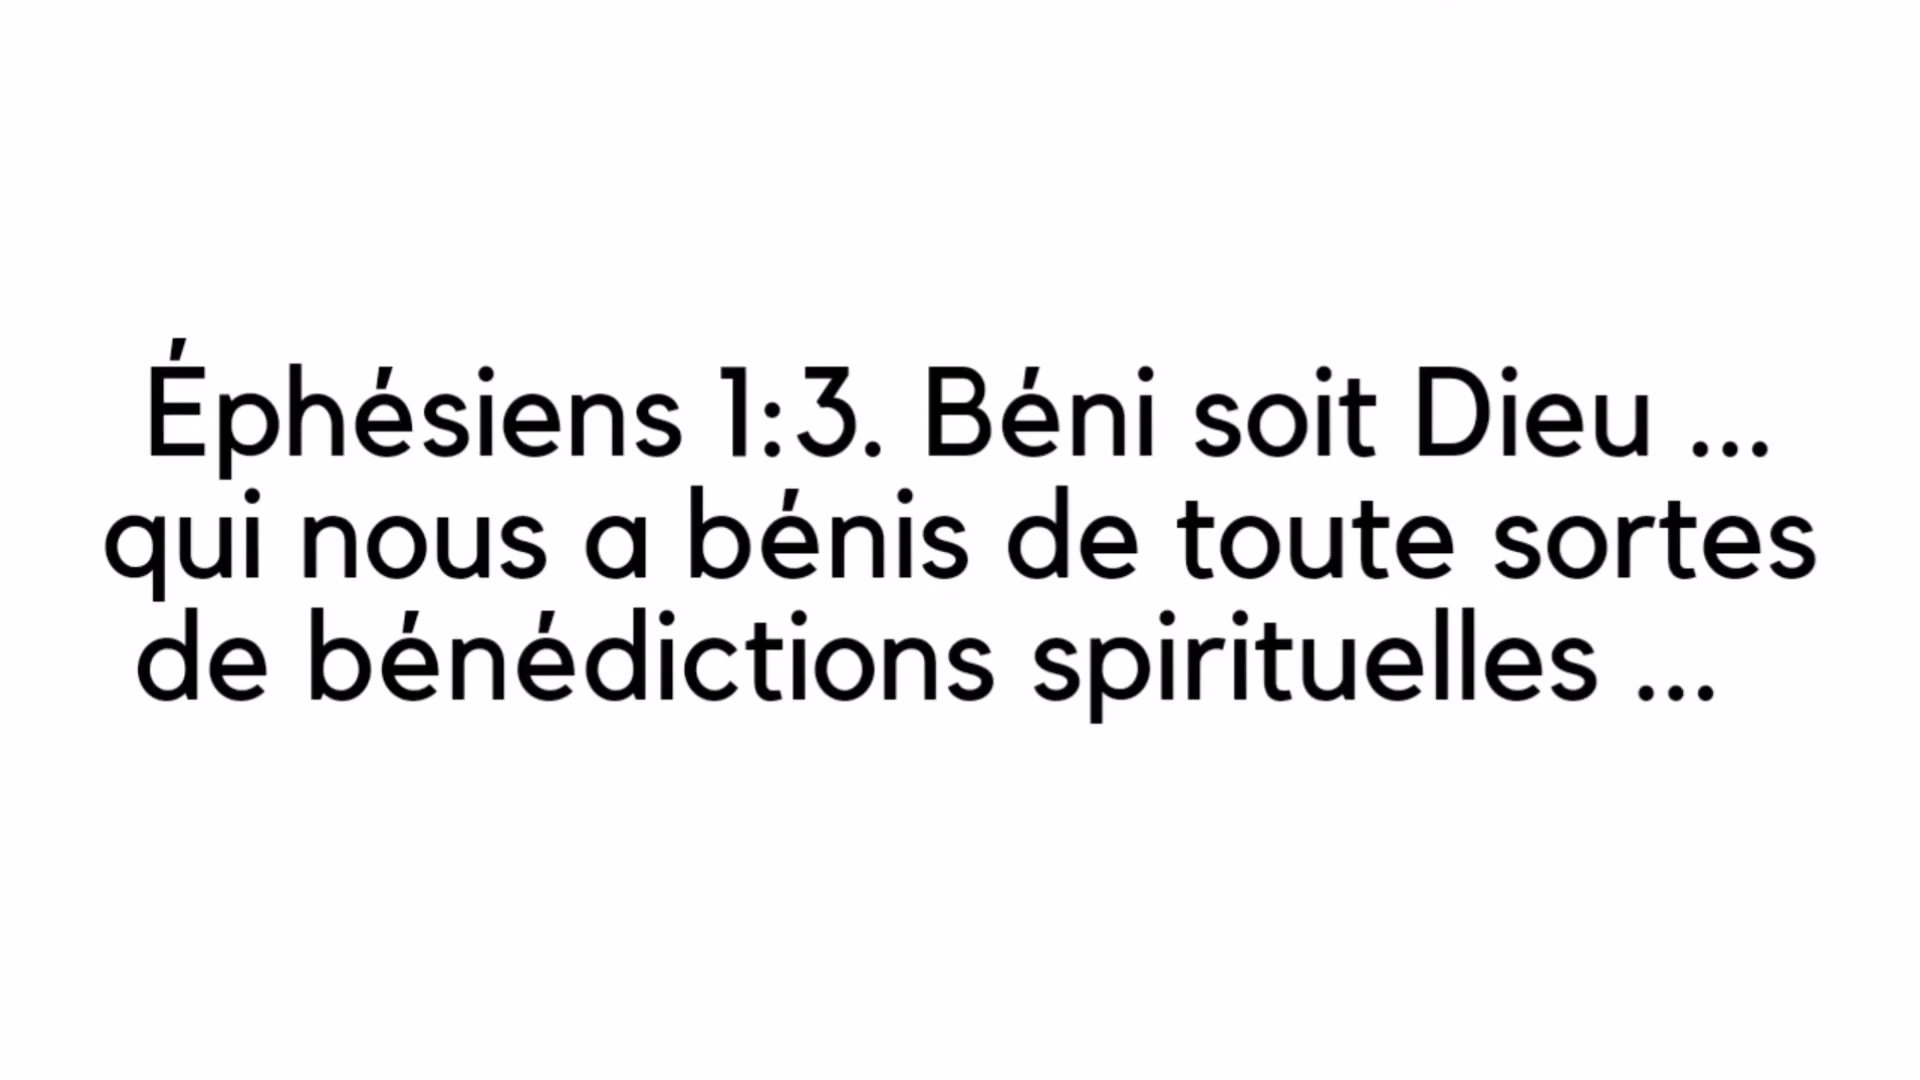 Éphésiens 1:3. Béni soit Dieu ...
qui nous a bénis de toute sortes
de bénédictions spirituelles ...